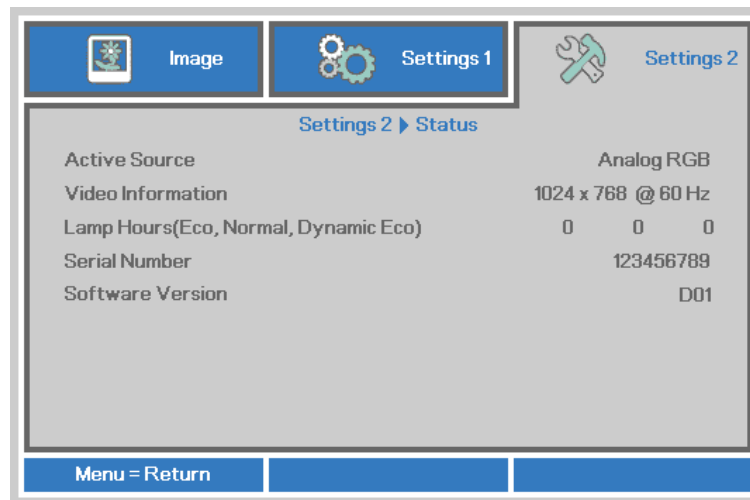 Image Settings 1 Settings 2
Settings 2 ▶ Status
Active Source Analog RGB
Video Information 1024 x 768 @ 60 Hz
Lamp Hours(Eco, Normal, Dynamic Eco) 0 0 0
Serial Number 123456789
Software Version D01
Menu = Return